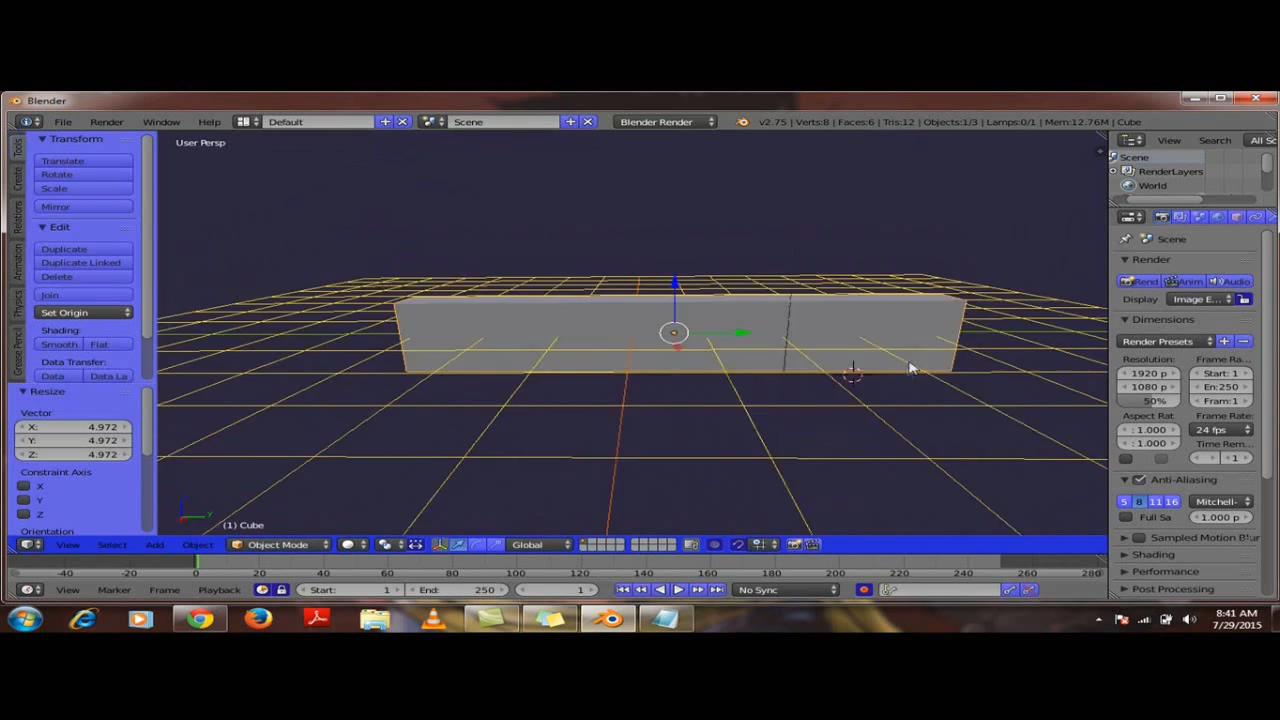 Blender
File Render Window Help Default Scene Blender Render v2.75 | Verts:8 | Faces:6 | Tris:12 | Objects:1/3 | Lamps:0/1 | Mem:12.76M | Cube
View Search All Sc
Transform
User Persp
Translate
Rotate
Scale
Mirror
Edit
Duplicate
Duplicate Linked
Delete
Join
Set Origin
Shading:
Smooth Flat
Data Transfer:
Data Data La
Resize
Vector
X: 4.972
Y: 4.972
Z: 4.972
Constraint Axis
X
Y
Z
Orientation
Tools
Create
Relations
Animation
Physics
Grease Pencil
(1) Cube
Scene
RenderLayers
World
Scene
Render
Rend Anim Audio
Display Image E...
Dimensions
Render Presets
Resolution: Frame Ra...
1920 p Start: 1
1080 p En:250
50% Fram:1
Aspect Rat Frame Rate:
: 1.000 24 fps
: 1.000 Time Rem...
1
Anti-Aliasing
5 8 11 16 Mitchell-
Full Sa 1.000 p
Sampled Motion Blur
Shading
Performance
Post Processing
View Select Add Object Object Mode Global
-40 -20 0 20 40 60 80 100 120 140 160 180 200 220 240 260 280
View Marker Frame Playback Start: 1 End: 250 1 No Sync
8:41 AM
7/29/2015